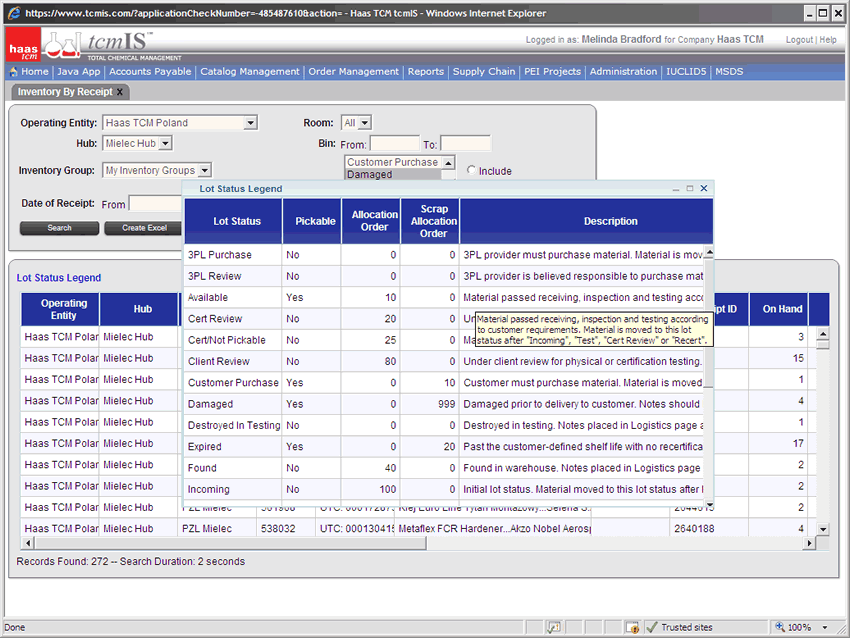 https://www.tcmis.com/?applicationCheckNumber=-485487610&action= - Haas TCM tcmIS - Windows Internet Explorer
haas tcm
tcmIS™
TOTAL CHEMICAL MANAGEMENT
Logged in as: Melinda Bradford for Company Haas TCM Logout | Help
Home | Java App | Accounts Payable | Catalog Management | Order Management | Reports | Supply Chain | PEI Projects | Administration | IUCLID5 | MSDS
Inventory By Receipt X
Operating Entity: Haas TCM Poland Room: All
Hub: Mielec Hub Bin: From: To:
Customer Purchase
Inventory Group: My Inventory Groups Damaged Include
Date of Receipt: From
Search Create Excel
Lot Status Legend
Lot Status Pickable Allocation Order Scrap Allocation Order Description
3PL Purchase No 0 0 3PL provider must purchase material. Material is mov
3PL Review No 0 0 3PL provider is believed responsible to purchase mat
Available Yes 10 0 Material passed receiving, inspection and testing acco
Cert Review No 20 0 Un
Cert/Not Pickable No 25 0 Ma
Material passed receiving, inspection and testing according
to customer requirements. Material is moved to this lot
status after "Incoming", "Test", "Cert Review" or "Recert".
Client Review No 80 0 Under client review for physical or certification testing.
Customer Purchase Yes 0 10 Customer must purchase material. Material is moved
Damaged Yes 0 999 Damaged prior to delivery to customer. Notes should
Destroyed In Testing No 0 0 Destroyed in testing. Notes placed in Logistics page a
Expired Yes 0 20 Past the customer-defined shelf life with no recertifica
Found No 40 0 Found in warehouse. Notes placed in Logistics page
Incoming No 100 0 Initial lot status. Material moved to this lot status after
Lot Status Legend
Operating Entity Hub pt ID On Hand
Haas TCM Polar Mielec Hub 3
Haas TCM Polar Mielec Hub 15
Haas TCM Polar Mielec Hub 1
Haas TCM Polar Mielec Hub 4
Haas TCM Polar Mielec Hub 1
Haas TCM Polar Mielec Hub 17
Haas TCM Polar Mielec Hub 2
Haas TCM Polar Mielec Hub 2
Haas TCM Polar Mielec Hub PZL Mielec 2
Haas TCM Polar Mielec Hub PZL Mielec 538032 UTC: 000130415 Metaflex FCR Hardener...Akzo Nobel Aerosp 2640188 4
Records Found: 272 -- Search Duration: 2 seconds
Done Trusted sites 100%